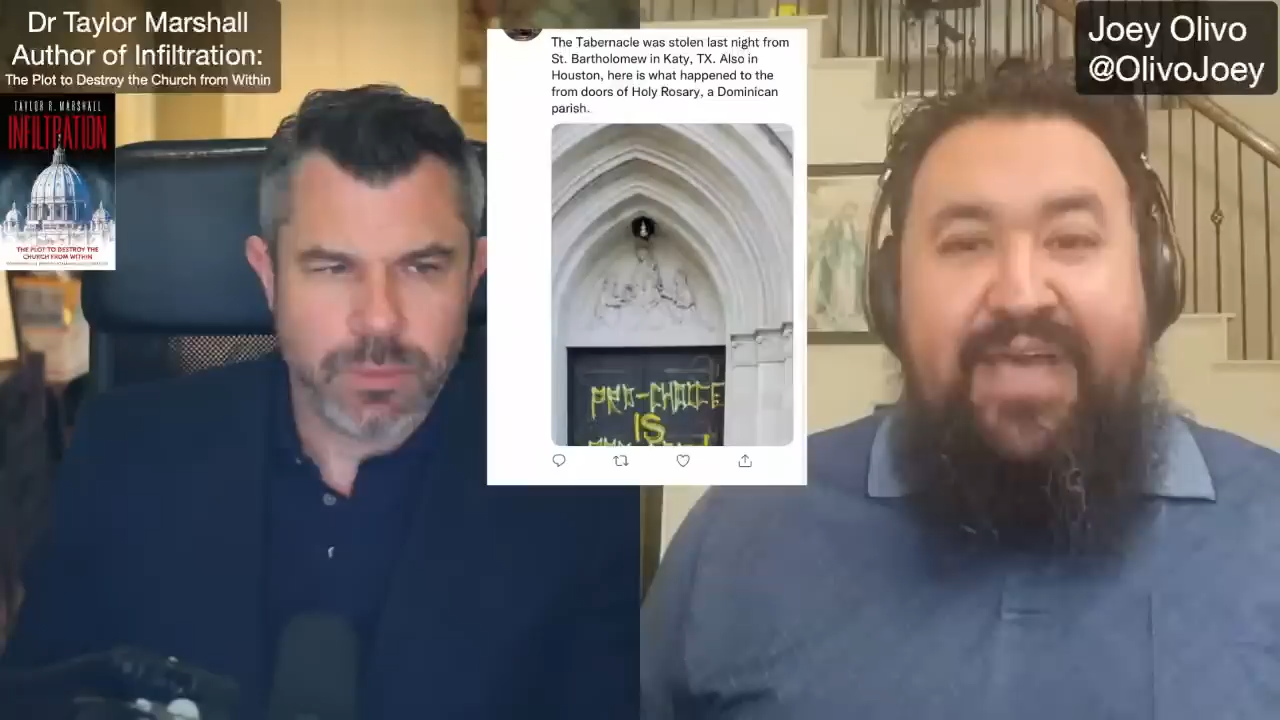 Dr Taylor Marshall
Author of Infiltration:
The Plot to Destroy the Church from Within
TAYLOR R. MARSHALL
INFILTRATION
THE PLOT TO DESTROY THE
CHURCH FROM WITHIN
The Tabernacle was stolen last night from
St. Bartholomew in Katy, TX. Also in
Houston, here is what happened to the
from doors of Holy Rosary, a Dominican
parish.
PRO-CHOICE
IS
Joey Olivo
@OlivoJoey